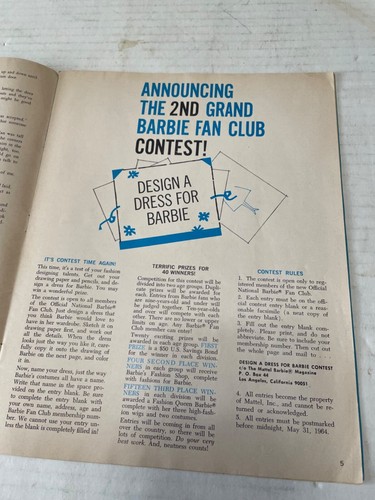 ANNOUNCING
THE 2ND GRAND
BARBIE FAN CLUB
CONTEST!
DESIGN A
DRESS FOR
BARBIE
IT'S CONTEST TIME AGAIN!
This time, it's a test of your fashion
designing talents. Get out your
drawing paper and pencils, and de-
sign a dress for Barbie. You may
win a wonderful prize.
The contest is open to all members
of the Official National Barbie®
Fan Club. Just design a dress that
you think Barbie would love to
have in her wardrobe. Sketch it on
drawing paper first, and work out
all the details. When the dress
looks just the way you like it, care-
fully copy it onto the drawing of
Barbie on the next page, and color
it in.
Now, name your dress, just the way
Barbie's costumes all have a name.
Write that name in the space pro-
vided on the entry blank. Be sure
to complete the entry blank with
your own name, address, age and
Barbie Fan Club membership num-
ber. We cannot use your entry un-
less the blank is completely filled in!
TERRIFIC PRIZES FOR
40 WINNERS!
Competition for this contest will be
divided into two age groups. Dupli-
cate prizes will be awarded for
each. Entries from Barbie fans who
are nine-years-old and under will
be judged together. Ten-year-olds
and over will compete with each
other. There are no lower or upper
limits on age. Any Barbie® Fan
Club member can enter!
Twenty exciting prizes will be
awarded in each age group. FIRST
PRIZE is a $50 U.S. Savings Bond
for the winner in each division.
FOUR SECOND PLACE WIN-
NERS in each group will receive
Barbie's Fashion Shop, complete
with fashions for Barbie.
FIFTEEN THIRD PLACE WIN-
NERS in each division will be
awarded a Fashion Queen Barbie®
complete with her three high-fash-
ion wigs and two costumes.
Entries will be coming in from all
over the country, so there will be
lots of competition. Do your very
best work. And, neatness counts!
CONTEST RULES
1. The contest is open only to reg-
istered members of the new Official
National Barbie® Fan Club.
2. Each entry must be on the offi-
cial contest entry blank or a reas-
onable facsimile (a neat copy of
the entry blank).
3. Fill out the entry blank com-
pletely. Please print, and do not
abbreviate. Be sure to include your
membership number. Then cut out
the whole page and mail to . . .
DESIGN A DRESS FOR BARBIE CONTEST
c/o The Mattel Barbie® Magazine
P. O. Box 44
Los Angeles, California 90051
4. All entries become the property
of Mattel, Inc., and cannot be re-
turned or acknowledged.
5. All entries must be postmarked
before midnight, May 31, 1964.
5